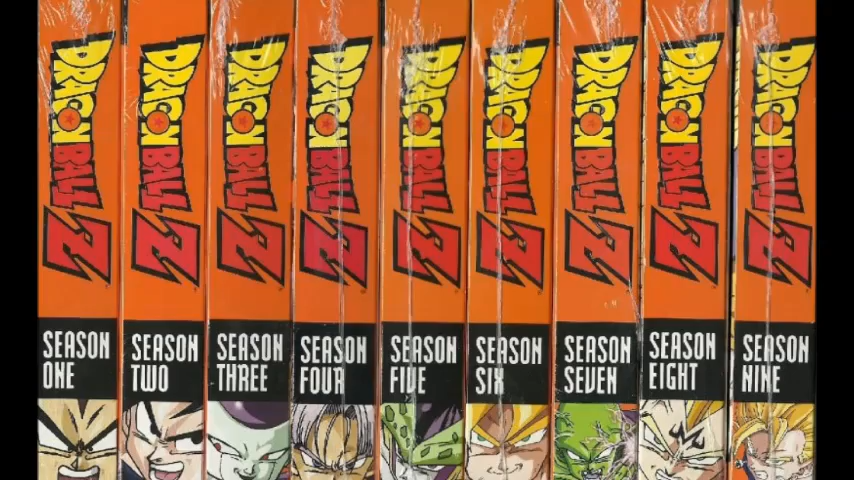 DRAGON BALL Z
SEASON
ONE
DRAGON BALL Z
SEASON
TWO
DRAGON BALL Z
SEASON
THREE
DRAGON BALL Z
SEASON
FOUR
DRAGON BALL Z
SEASON
FIVE
DRAGON BALL Z
SEASON
SIX
DRAGON BALL Z
SEASON
SEVEN
DRAGON BALL Z
SEASON
EIGHT
DRAGON BALL Z
SEASON
NINE